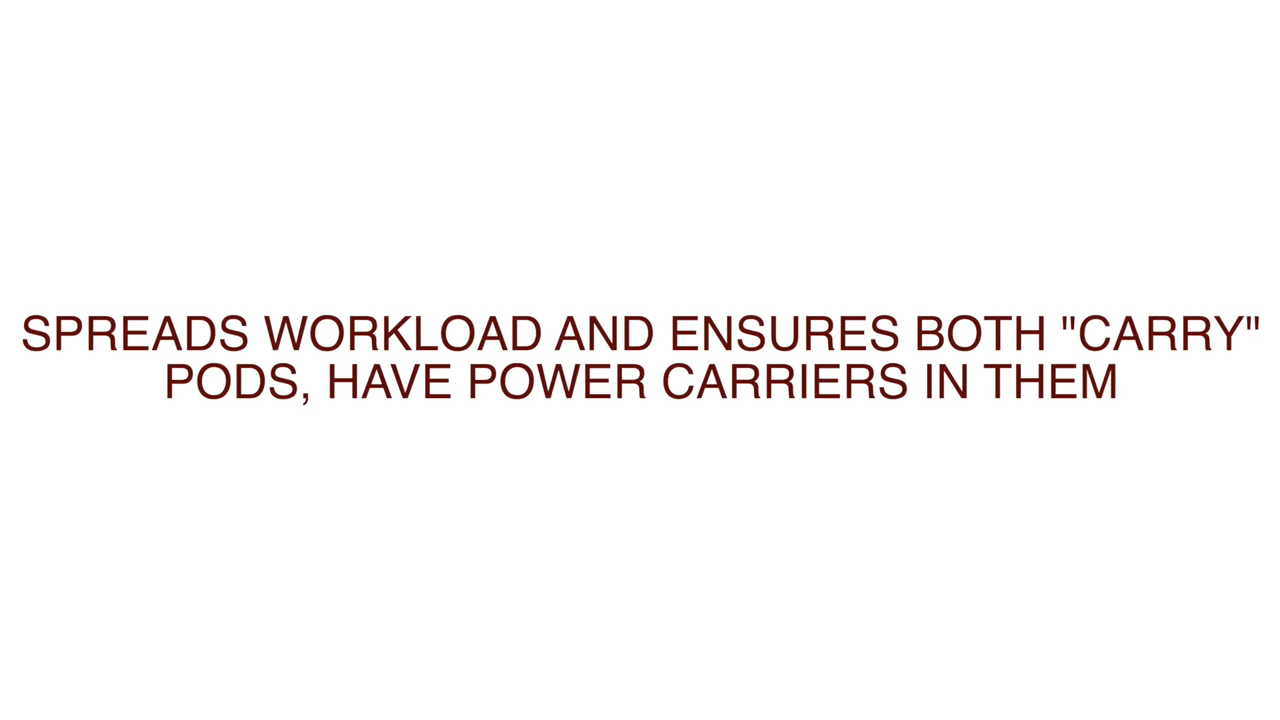 SPREADS WORKLOAD AND ENSURES BOTH "CARRY"
PODS, HAVE POWER CARRIERS IN THEM